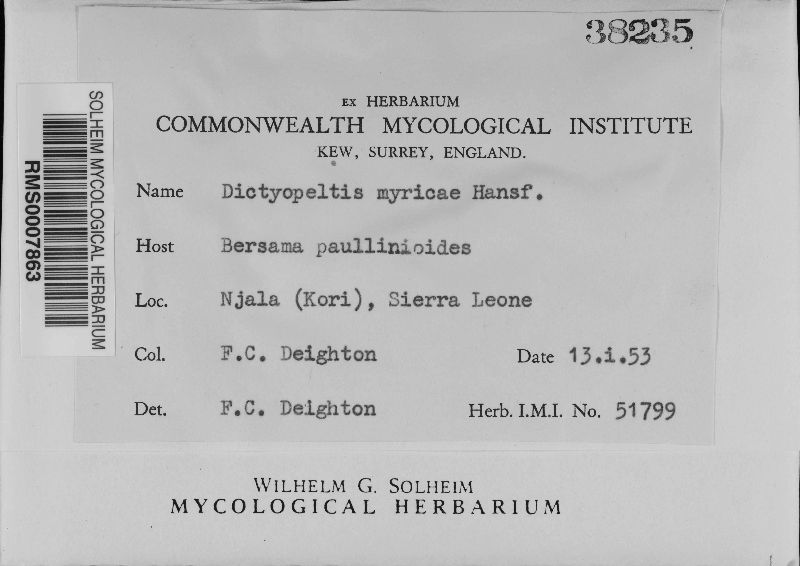 38235
EX HERBARIUM
COMMONWEALTH MYCOLOGICAL INSTITUTE
KEW, SURREY, ENGLAND.
Name Dictyopeltis myricae Hansf.
Host Bersama paullinioides
Loc. Njala (Kori), Sierra Leone
Col. F.C. Deighton Date 13.i.53
Det. F.C. Deighton Herb. I.M.I. No. 51799
SOLHEIM MYCOLOGICAL HERBARIUM
RMS0007863
WILHELM G. SOLHEIM
MYCOLOGICAL HERBARIUM